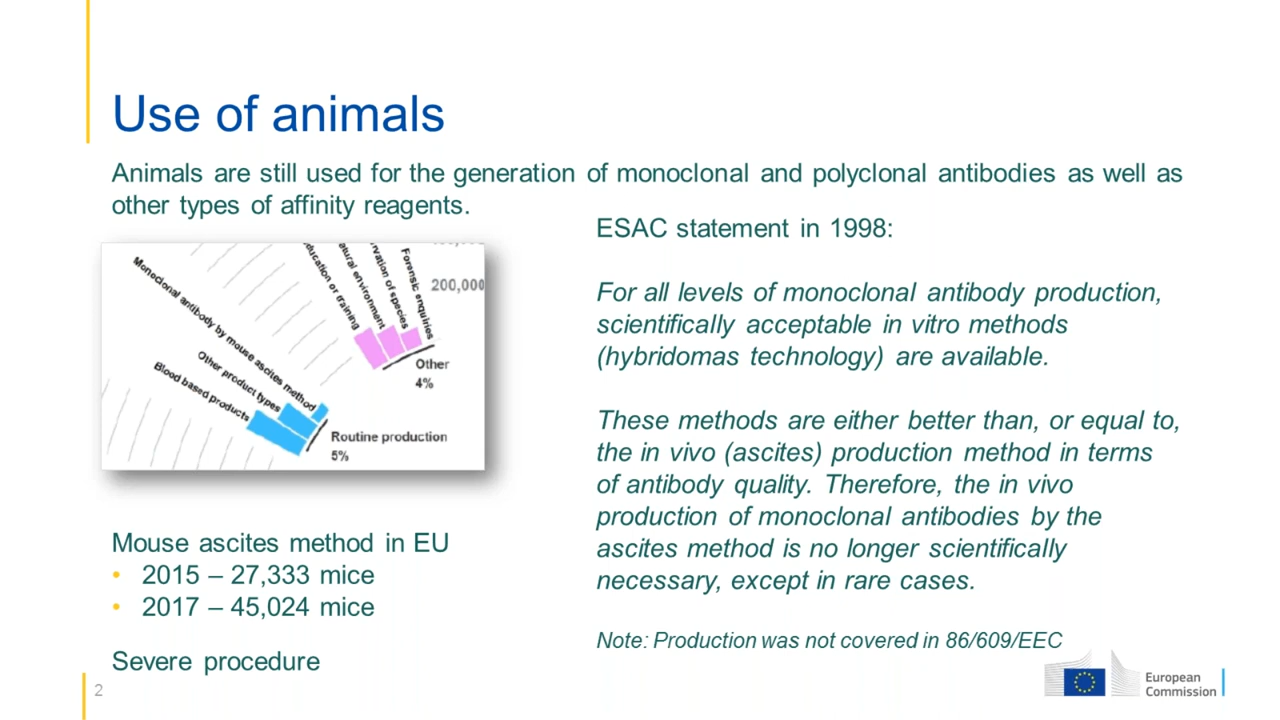 Use of animals
Animals are still used for the generation of monoclonal and polyclonal antibodies as well as
other types of affinity reagents.
ESAC statement in 1998:
For all levels of monoclonal antibody production,
scientifically acceptable in vitro methods
(hybridomas technology) are available.
These methods are either better than, or equal to,
the in vivo (ascites) production method in terms
of antibody quality. Therefore, the in vivo
production of monoclonal antibodies by the
ascites method is no longer scientifically
necessary, except in rare cases.
Note: Production was not covered in 86/609/EEC
Monoclonal antibody by mouse ascites method
Other product types
Blood based products
or training
environment
of species
Forensic enquiries
200,000
Other
4%
Routine production
5%
Mouse ascites method in EU
• 2015 – 27,333 mice
• 2017 – 45,024 mice
Severe procedure
2
European
Commission